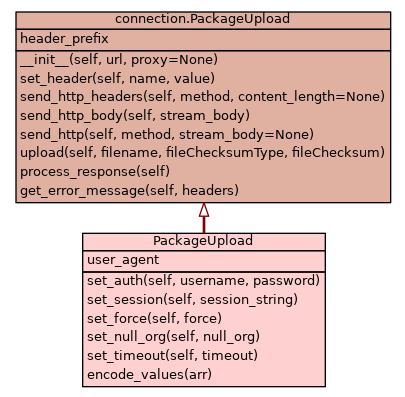 connection.PackageUpload
header_prefix
__init__(self, url, proxy=None)
set_header(self, name, value)
send_http_headers(self, method, content_length=None)
send_http_body(self, stream_body)
send_http(self, method, stream_body=None)
upload(self, filename, fileChecksumType, fileChecksum)
process_response(self)
get_error_message(self, headers)
PackageUpload
user_agent
set_auth(self, username, password)
set_session(self, session_string)
set_force(self, force)
set_null_org(self, null_org)
set_timeout(self, timeout)
encode_values(arr)